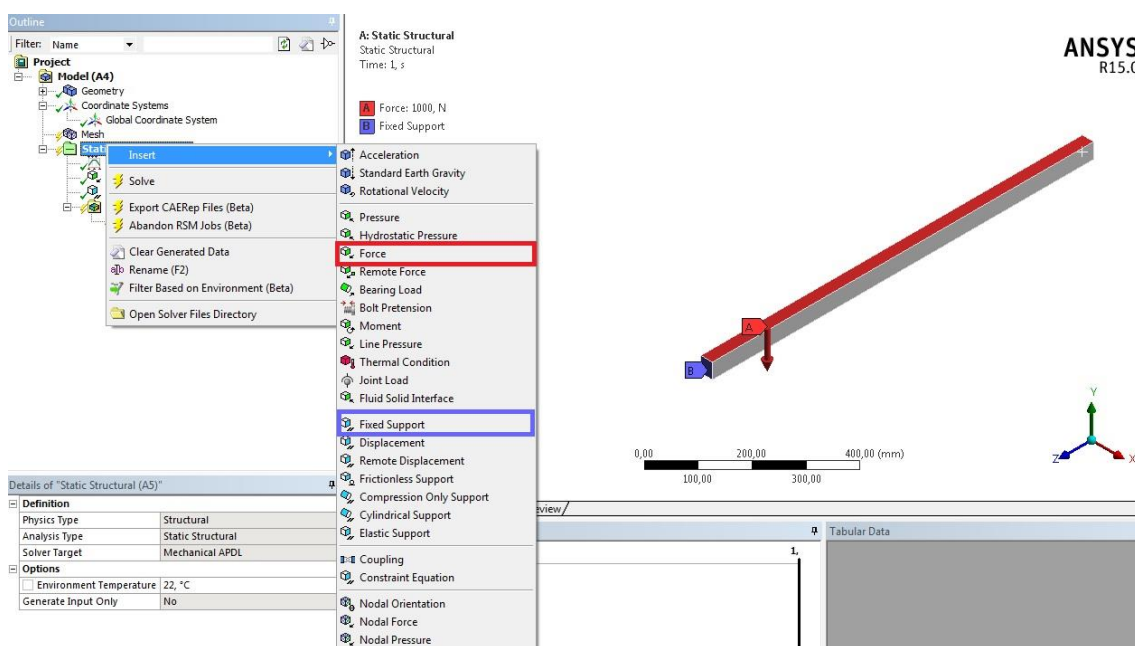 Outline
Filter: Name
Project
Model (A4)
Geometry
Coordinate Systems
Global Coordinate System
Mesh
Stati
Insert
Solve
Export CAERep Files (Beta)
Abandon RSM Jobs (Beta)
Clear Generated Data
Rename (F2)
Filter Based on Environment (Beta)
Open Solver Files Directory
Acceleration
Standard Earth Gravity
Rotational Velocity
Pressure
Hydrostatic Pressure
Force
Remote Force
Bearing Load
Bolt Pretension
Moment
Line Pressure
Thermal Condition
Joint Load
Fluid Solid Interface
Fixed Support
Displacement
Remote Displacement
Frictionless Support
Compression Only Support
Cylindrical Support
Elastic Support
Coupling
Constraint Equation
Nodal Orientation
Nodal Force
Nodal Pressure
A: Static Structural
Static Structural
Time: 1, s
A Force: 1000, N
B Fixed Support
ANSYS
R15.0
A
B
0,00 200,00 400,00 (mm)
100,00 300,00
Y
Z X
Details of "Static Structural (A5)"
Definition
Physics Type Structural
Analysis Type Static Structural
Solver Target Mechanical APDL
Options
Environment Temperature 22, °C
Generate Input Only No
eview
1,
Tabular Data